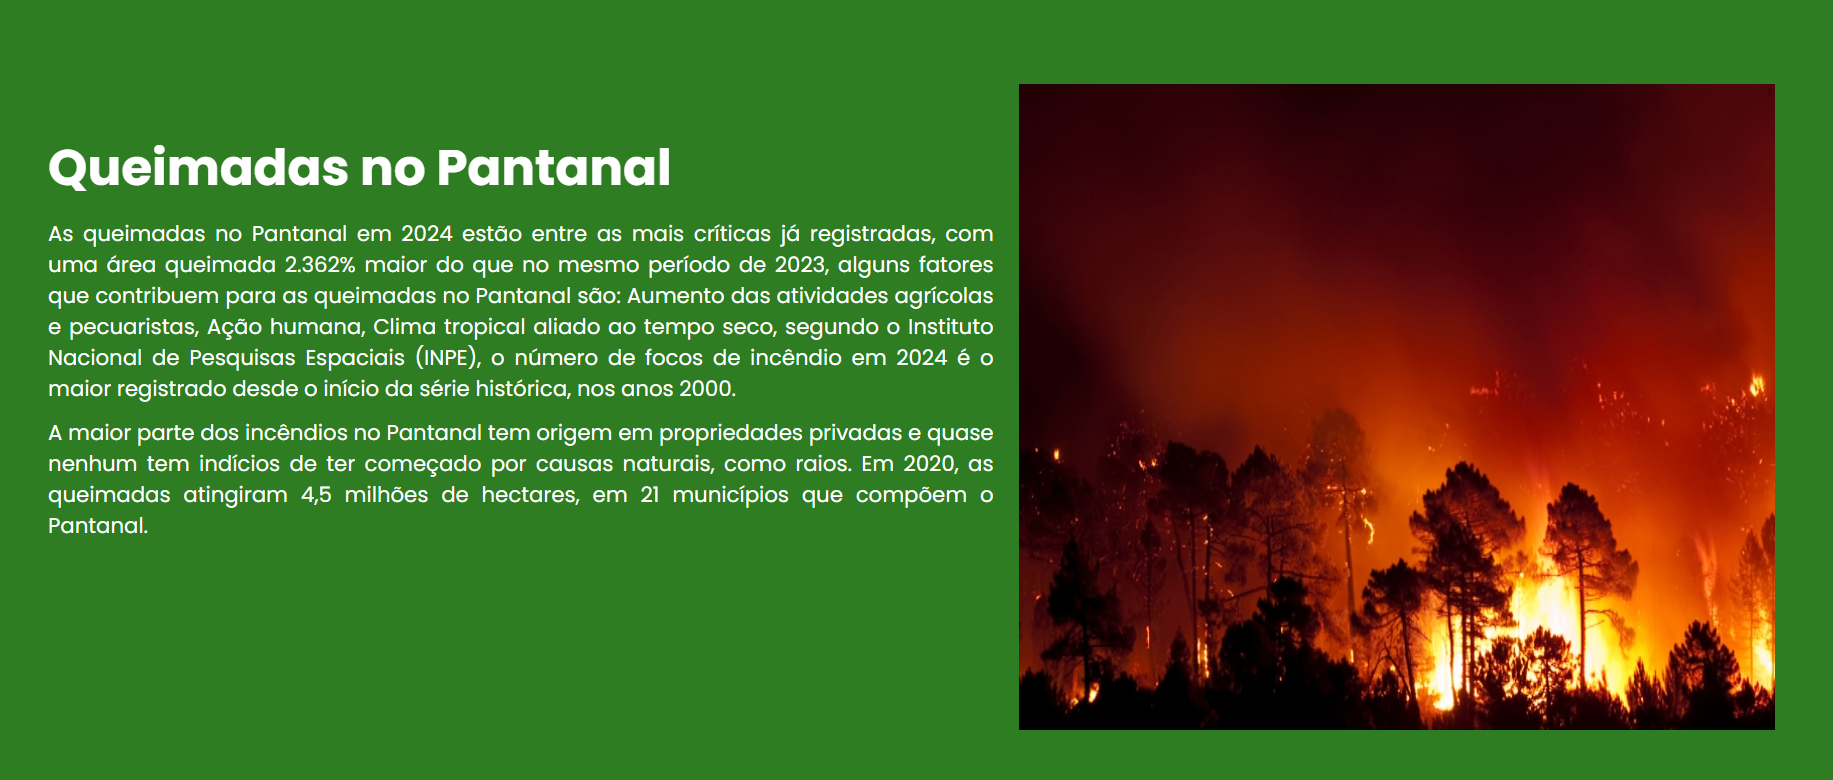 Queimadas no Pantanal
As queimadas no Pantanal em 2024 estão entre as mais críticas já registradas, com
uma área queimada 2.362% maior do que no mesmo período de 2023, alguns fatores
que contribuem para as queimadas no Pantanal são: Aumento das atividades agrícolas
e pecuaristas, Ação humana, Clima tropical aliado ao tempo seco, segundo o Instituto
Nacional de Pesquisas Espaciais (INPE), o número de focos de incêndio em 2024 é o
maior registrado desde o início da série histórica, nos anos 2000.
A maior parte dos incêndios no Pantanal tem origem em propriedades privadas e quase
nenhum tem indícios de ter começado por causas naturais, como raios. Em 2020, as
queimadas atingiram 4,5 milhões de hectares, em 21 municípios que compõem o
Pantanal.